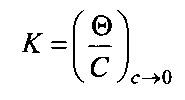 K = (Θ/C)_{c→0}